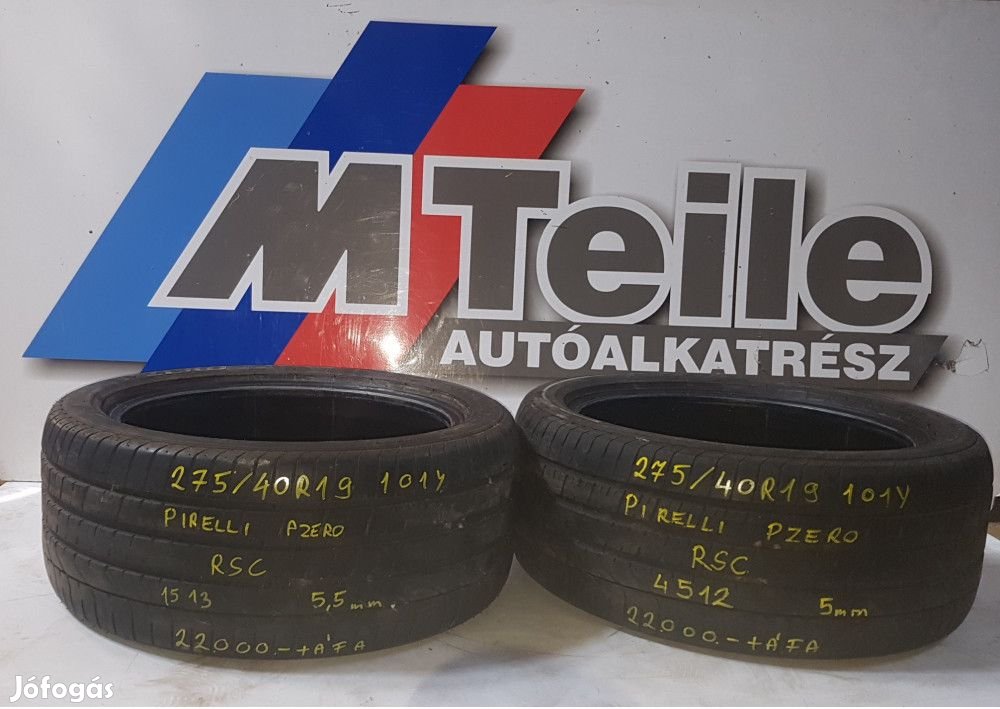 MTeile
AUTÓALKATRÉSZ
275/40R19 101Y
PIRELLI PZERO
RSC
1513 5,5mm.
22000.-+ÁFA
275/40R19 101Y
PIRELLI PZERO
RSC
4512 5mm
22000.-+ÁFA
Jófogás